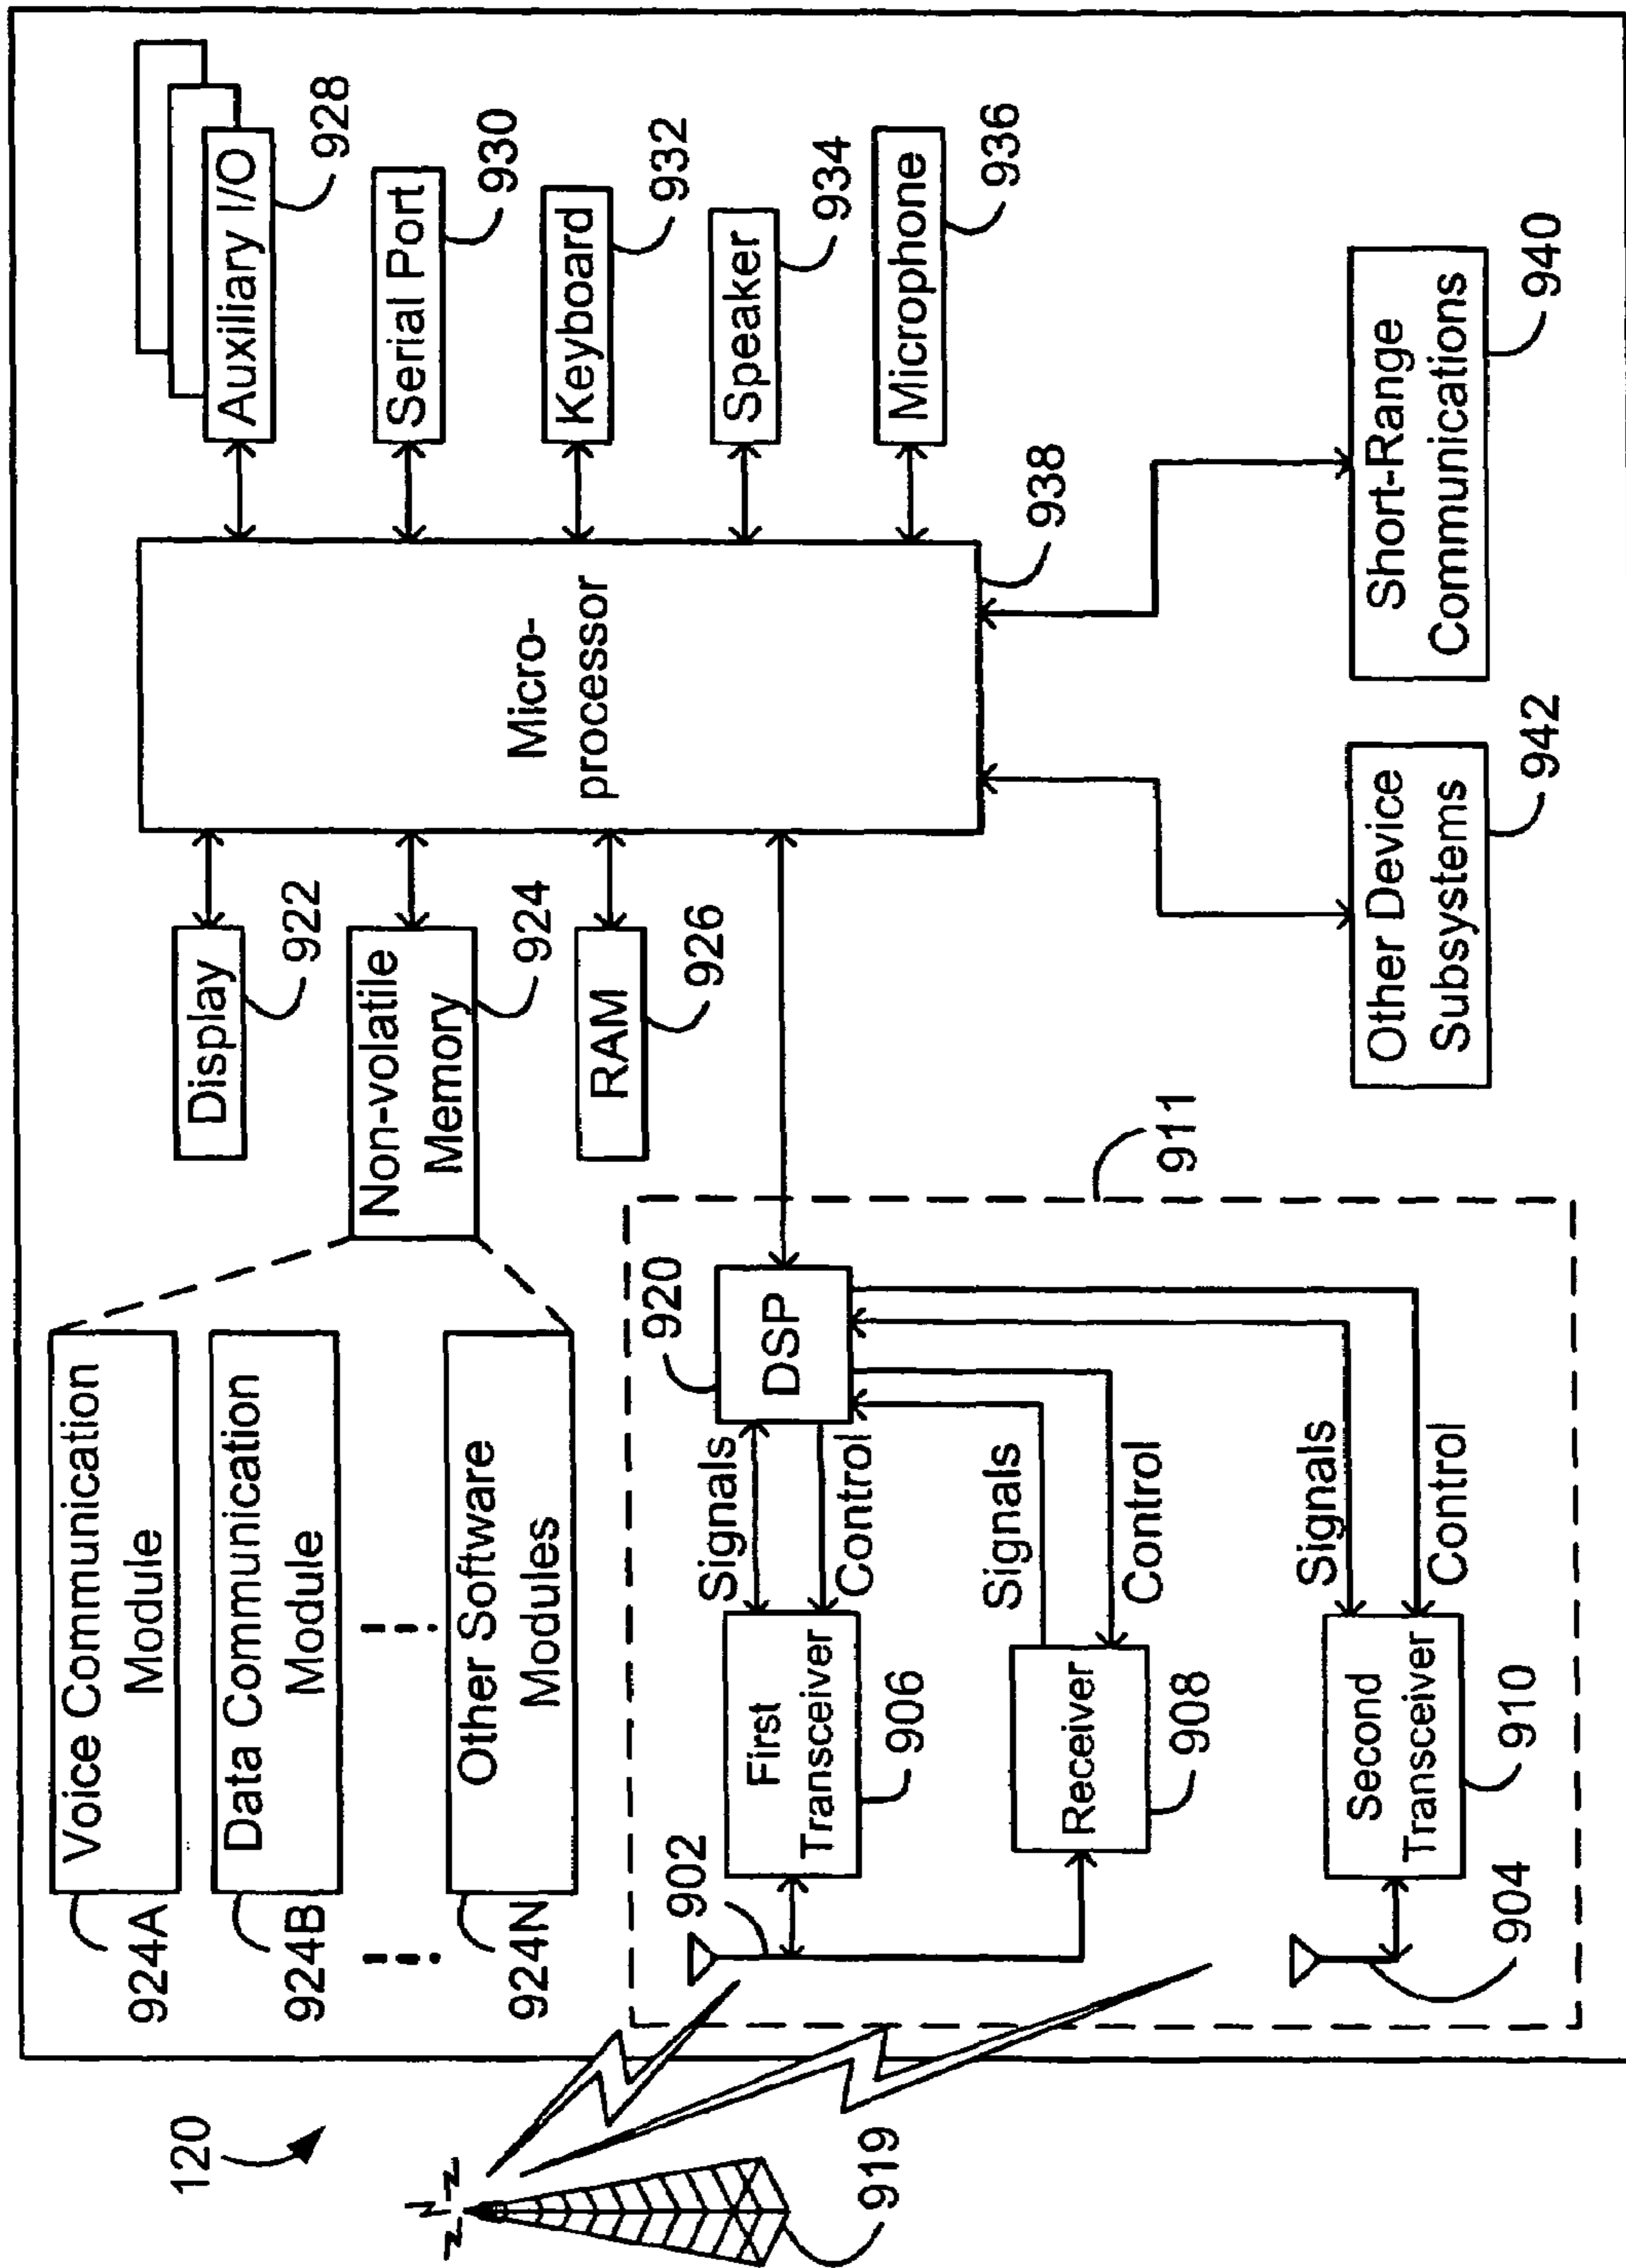 120
919
Voice Communication
Module
924A
Data Communication
Module
924B
Other Software
Modules
924N
Display
922
Non-volatile
Memory
924
RAM
926
Micro-
processor
938
Auxiliary I/O
928
Serial Port
930
Keyboard
932
Speaker
934
Microphone
936
Short-Range
Communications
940
Other Device
Subsystems
942
911
DSP
920
Signals
Control
First
Transceiver
906
902
Signals
Control
Receiver
908
Signals
Control
Second
Transceiver
910
904